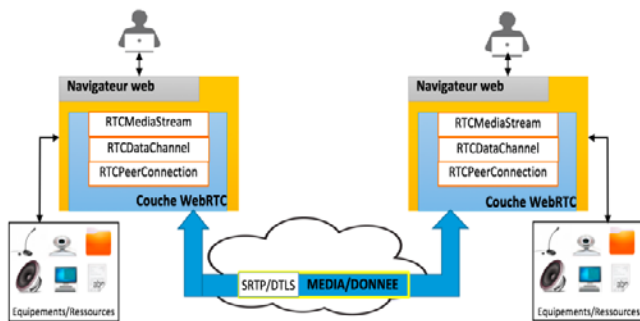 Navigateur web
RTCMediaStream
RTCDataChannel
RTCPeerConnection
Couche WebRTC
Equipements/Ressources
Navigateur web
RTCMediaStream
RTCDataChannel
RTCPeerConnection
Couche WebRTC
Equipements/Ressources
SRTP/DTLS MEDIA/DONNEE